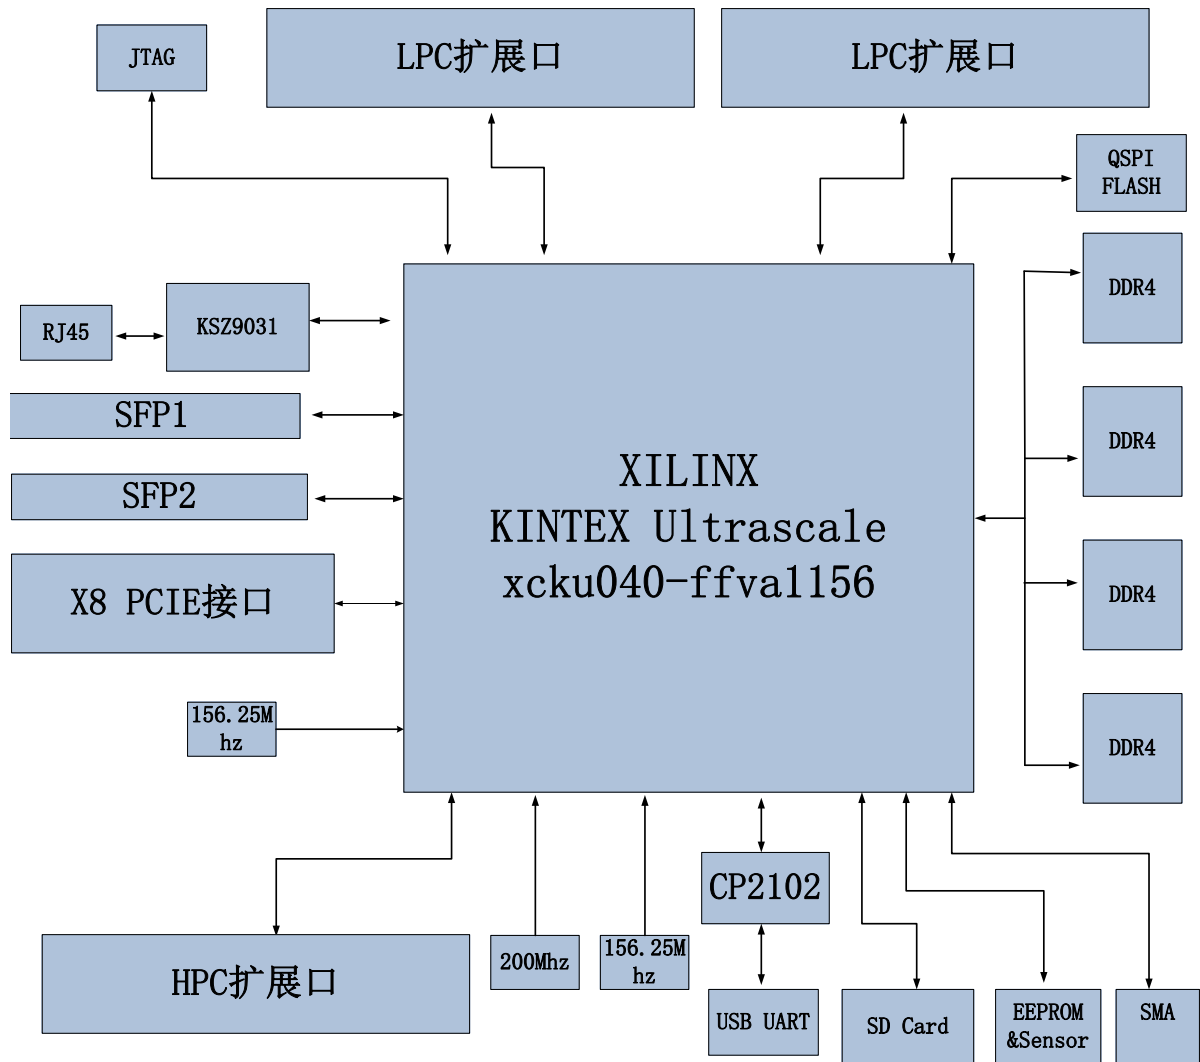 JTAG
LPC扩展口
LPC扩展口
QSPI
FLASH
DDR4
RJ45
KSZ9031
SFP1
DDR4
SFP2
XILINX
KINTEX Ultrascale
xcku040-ffva1156
X8 PCIE接口
DDR4
156.25M
hz
DDR4
HPC扩展口
200Mhz
156.25M
hz
CP2102
USB UART
SD Card
EEPROM
&Sensor
SMA